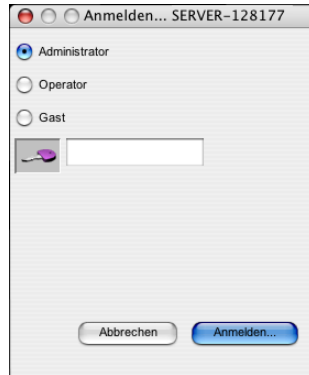 Anmelden... SERVER-128177
Administrator
Operator
Gast
Abbrechen
Anmelden...